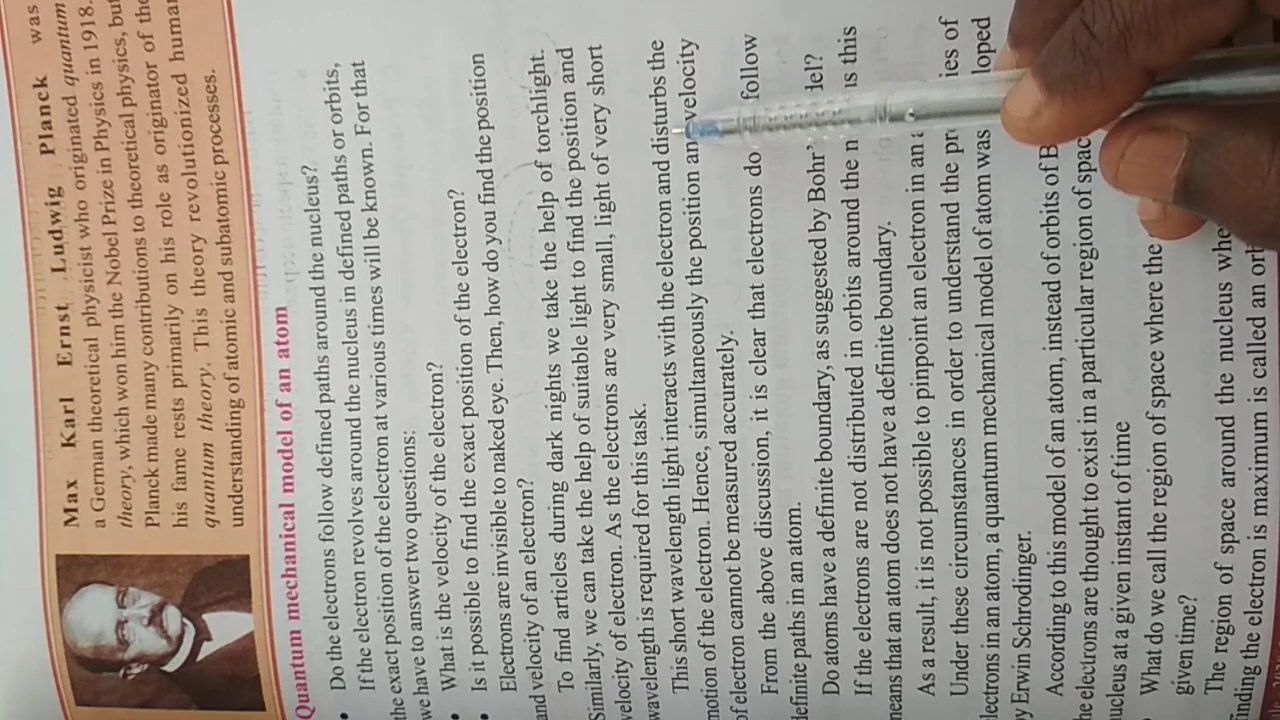 Max Karl Ernst Ludwig Planck was
a German theoretical physicist who originated quantum
theory, which won him the Nobel Prize in Physics in 1918.
Planck made many contributions to theoretical physics, but
his fame rests primarily on his role as originator of the
quantum theory. This theory revolutionized human
understanding of atomic and subatomic processes.
Quantum mechanical model of an atom
• Do the electrons follow defined paths around the nucleus?
If the electron revolves around the nucleus in defined paths or orbits,
the exact position of the electron at various times will be known. For that
we have to answer two questions:
• What is the velocity of the electron?
• Is it possible to find the exact position of the electron?
Electrons are invisible to naked eye. Then, how do you find the position
and velocity of an electron?
To find articles during dark nights we take the help of torchlight.
Similarly, we can take the help of suitable light to find the position and
velocity of electron. As the electrons are very small, light of very short
wavelength is required for this task.
This short wavelength light interacts with the electron and disturbs the
motion of the electron. Hence, simultaneously the position and velocity
of electron cannot be measured accurately.
From the above discussion, it is clear that electrons do follow
definite paths in an atom.
Do atoms have a definite boundary, as suggested by Bohr' del?
If the electrons are not distributed in orbits around the n is this
means that an atom does not have a definite boundary.
As a result, it is not possible to pinpoint an electron in an a
Under these circumstances in order to understand the pr ies of
electrons in an atom, a quantum mechanical model of atom was loped
by Erwin Schrodinger.
According to this model of an atom, instead of orbits of B
the electrons are thought to exist in a particular region of spac
nucleus at a given instant of time
What do we call the region of space where the
given time?
The region of space around the nucleus whe
finding the electron is maximum is called an orb